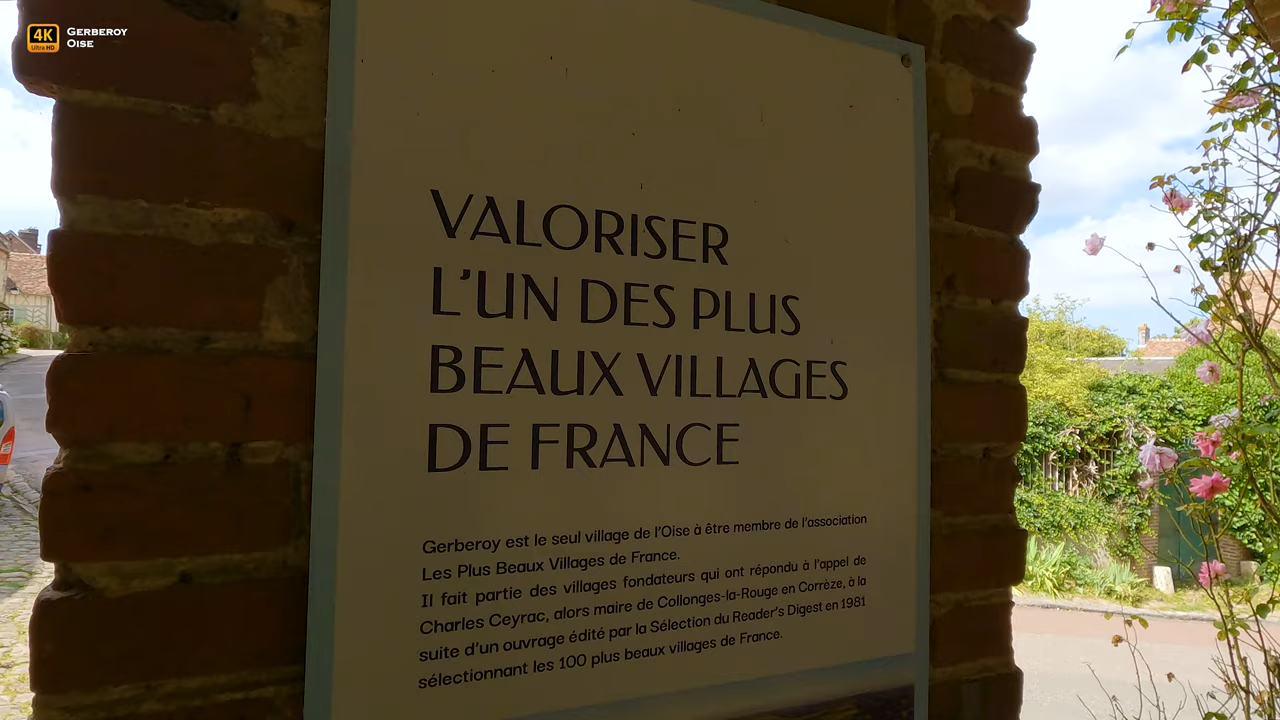 4K
Ultra HD
GERBEROY
OISE
VALORISER
L'UN DES PLUS
BEAUX VILLAGES
DE FRANCE
Gerberoy est le seul village de l'Oise à être membre de l'association
Les Plus Beaux Villages de France.
Il fait partie des villages fondateurs qui ont répondu à l'appel de
Charles Ceyrac, alors maire de Collonges-la-Rouge en Corrèze, à la
suite d'un ouvrage édité par la Sélection du Reader's Digest en 1981
sélectionnant les 100 plus beaux villages de France.